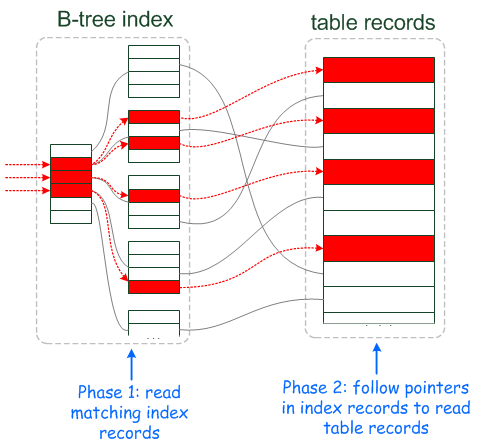 B-tree index
table records
. . .
. . .
Phase 1: read
matching index
records
Phase 2: follow pointers
in index records to read
table records